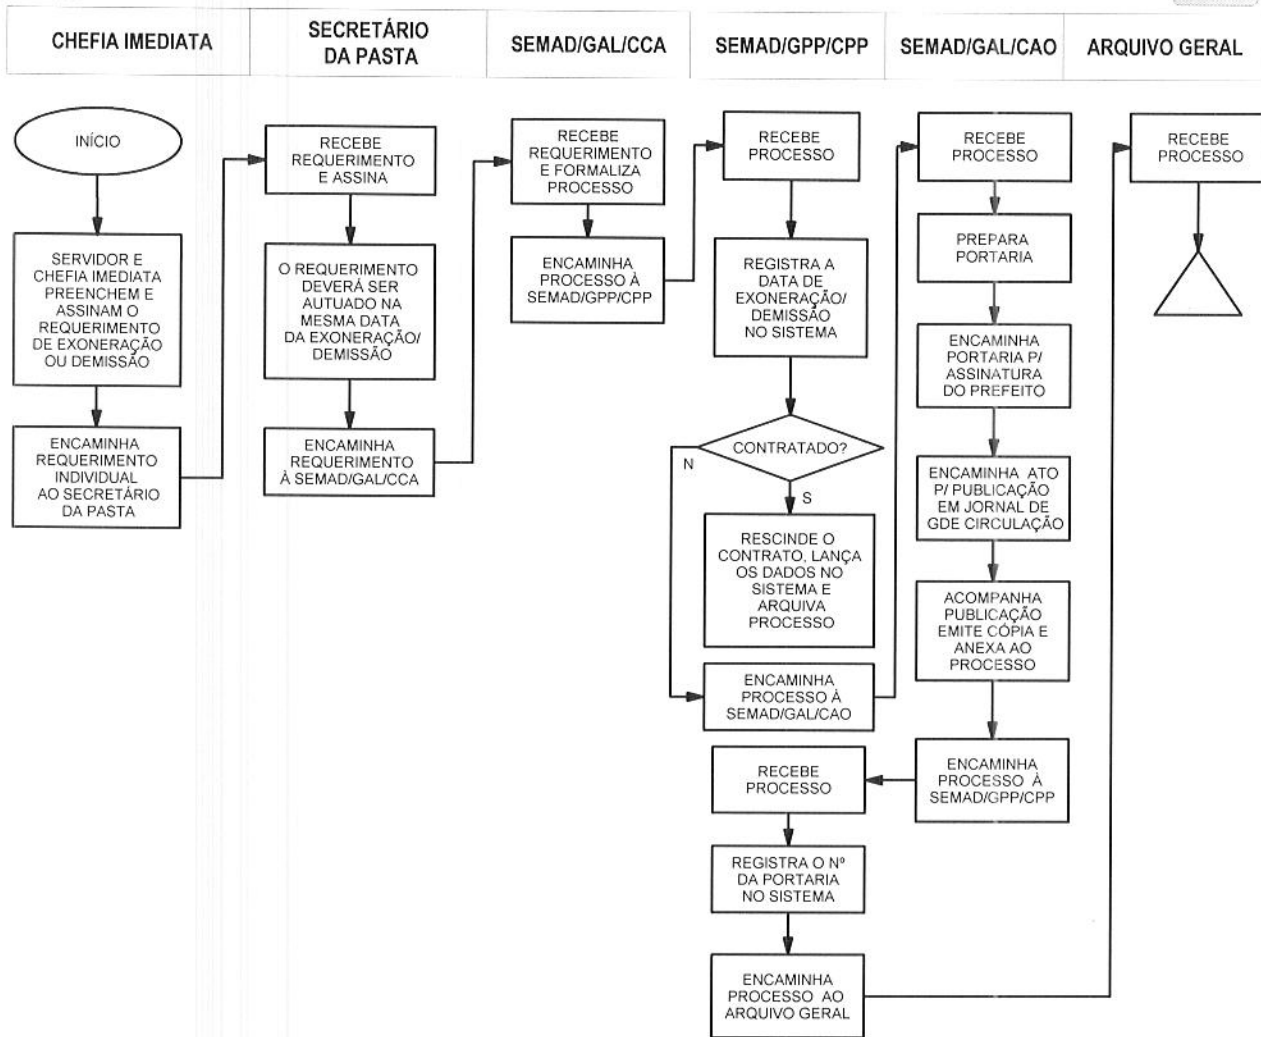 CHEFIA IMEDIATA
SECRETÁRIO
DA PASTA
SEMAD/GAL/CCA
SEMAD/GPP/CPP
SEMAD/GAL/CAO
ARQUIVO GERAL
INÍCIO
SERVIDOR E
CHEFIA IMEDIATA
PREENCHEM E
ASSINAM O
REQUERIMENTO
DE EXONERAÇÃO
OU DEMISSÃO
ENCAMINHA
REQUERIMENTO
INDIVIDUAL
AO SECRETÁRIO
DA PASTA
RECEBE
REQUERIMENTO
E ASSINA
O REQUERIMENTO
DEVERÁ SER
AUTUADO NA
MESMA DATA
DA EXONERAÇÃO/
DEMISSÃO
ENCAMINHA
REQUERIMENTO
À SEMAD/GAL/CCA
RECEBE
REQUERIMENTO
E FORMALIZA
PROCESSO
ENCAMINHA
PROCESSO À
SEMAD/GPP/CPP
RECEBE
PROCESSO
REGISTRA A
DATA DE
EXONERAÇÃO/
DEMISSÃO
NO SISTEMA
CONTRATADO?
N
S
RESCINDE O
CONTRATO, LANÇA
OS DADOS NO
SISTEMA E
ARQUIVA
PROCESSO
ENCAMINHA
PROCESSO À
SEMAD/GAL/CAO
RECEBE
PROCESSO
REGISTRA O Nº
DA PORTARIA
NO SISTEMA
ENCAMINHA
PROCESSO AO
ARQUIVO GERAL
RECEBE
PROCESSO
PREPARA
PORTARIA
ENCAMINHA
PORTARIA P/
ASSINATURA
DO PREFEITO
ENCAMINHA ATO
P/ PUBLICAÇÃO
EM JORNAL DE
GDE CIRCULAÇÃO
ACOMPANHA
PUBLICAÇÃO
EMITE CÓPIA E
ANEXA AO
PROCESSO
ENCAMINHA
PROCESSO À
SEMAD/GPP/CPP
RECEBE
PROCESSO